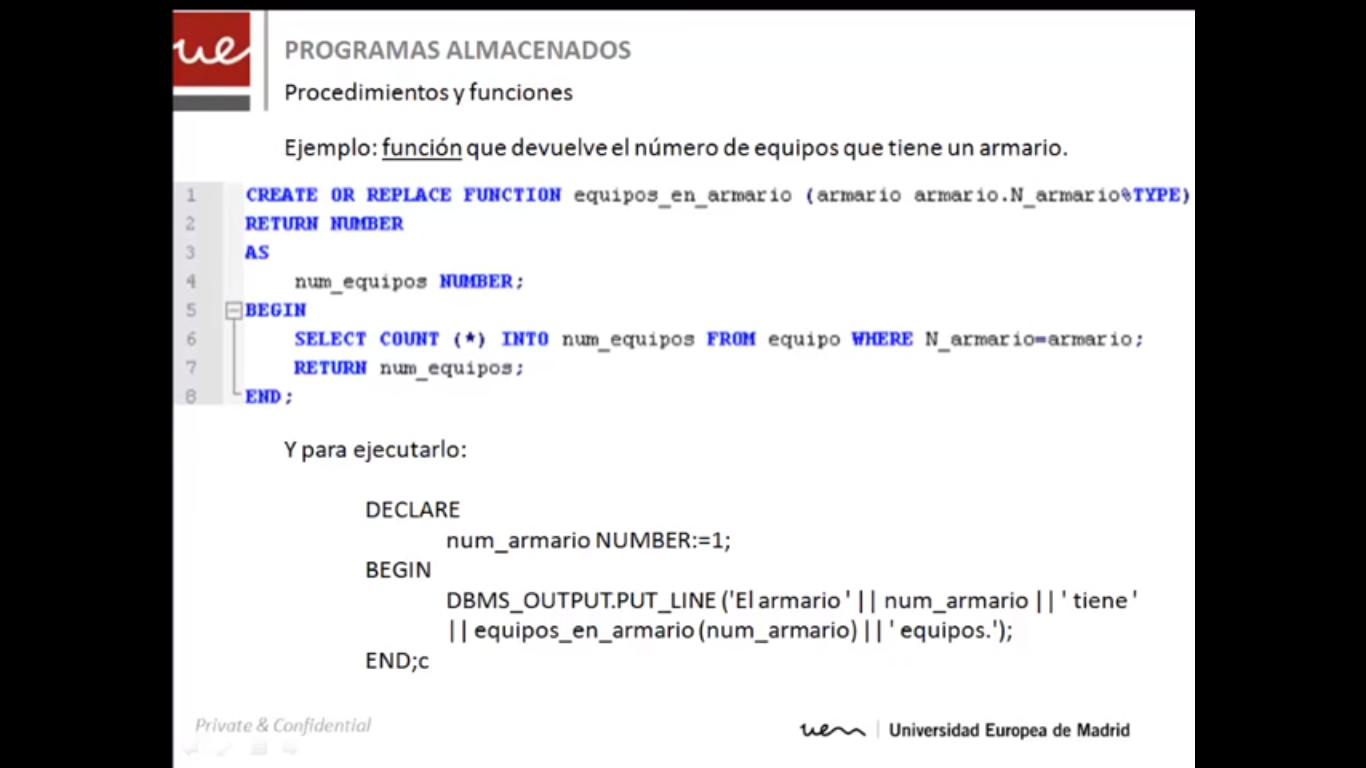 ue
PROGRAMAS ALMACENADOS
Procedimientos y funciones
Ejemplo: función que devuelve el número de equipos que tiene un armario.
1 CREATE OR REPLACE FUNCTION equipos_en_armario (armario armario.N_armario%TYPE)
2 RETURN NUMBER
3 AS
4 num_equipos NUMBER;
5 BEGIN
6 SELECT COUNT (*) INTO num_equipos FROM equipo WHERE N_armario=armario;
7 RETURN num_equipos;
8 END;
Y para ejecutarlo:
DECLARE
num_armario NUMBER:=1;
BEGIN
DBMS_OUTPUT.PUT_LINE ('El armario ' || num_armario || ' tiene '
|| equipos_en_armario (num_armario) || ' equipos.');
END;c
Private & Confidential
uem Universidad Europea de Madrid